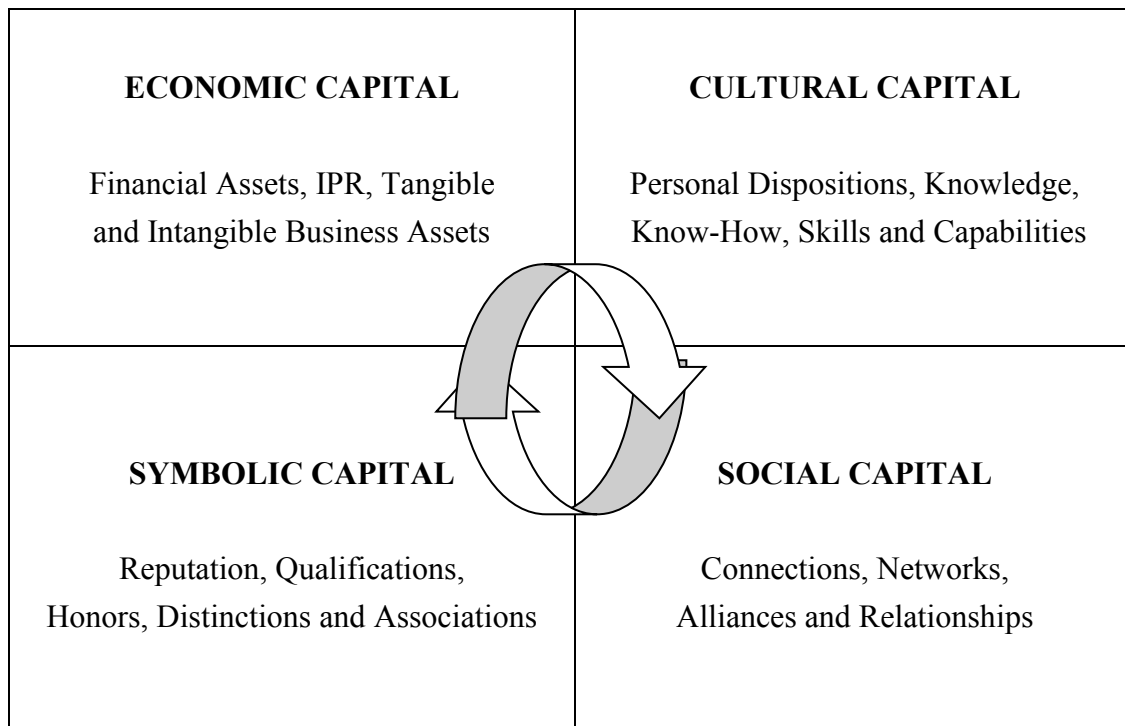 ECONOMIC CAPITAL
Financial Assets, IPR, Tangible
and Intangible Business Assets
CULTURAL CAPITAL
Personal Dispositions, Knowledge,
Know-How, Skills and Capabilities
SYMBOLIC CAPITAL
Reputation, Qualifications,
Honors, Distinctions and Associations
SOCIAL CAPITAL
Connections, Networks,
Alliances and Relationships